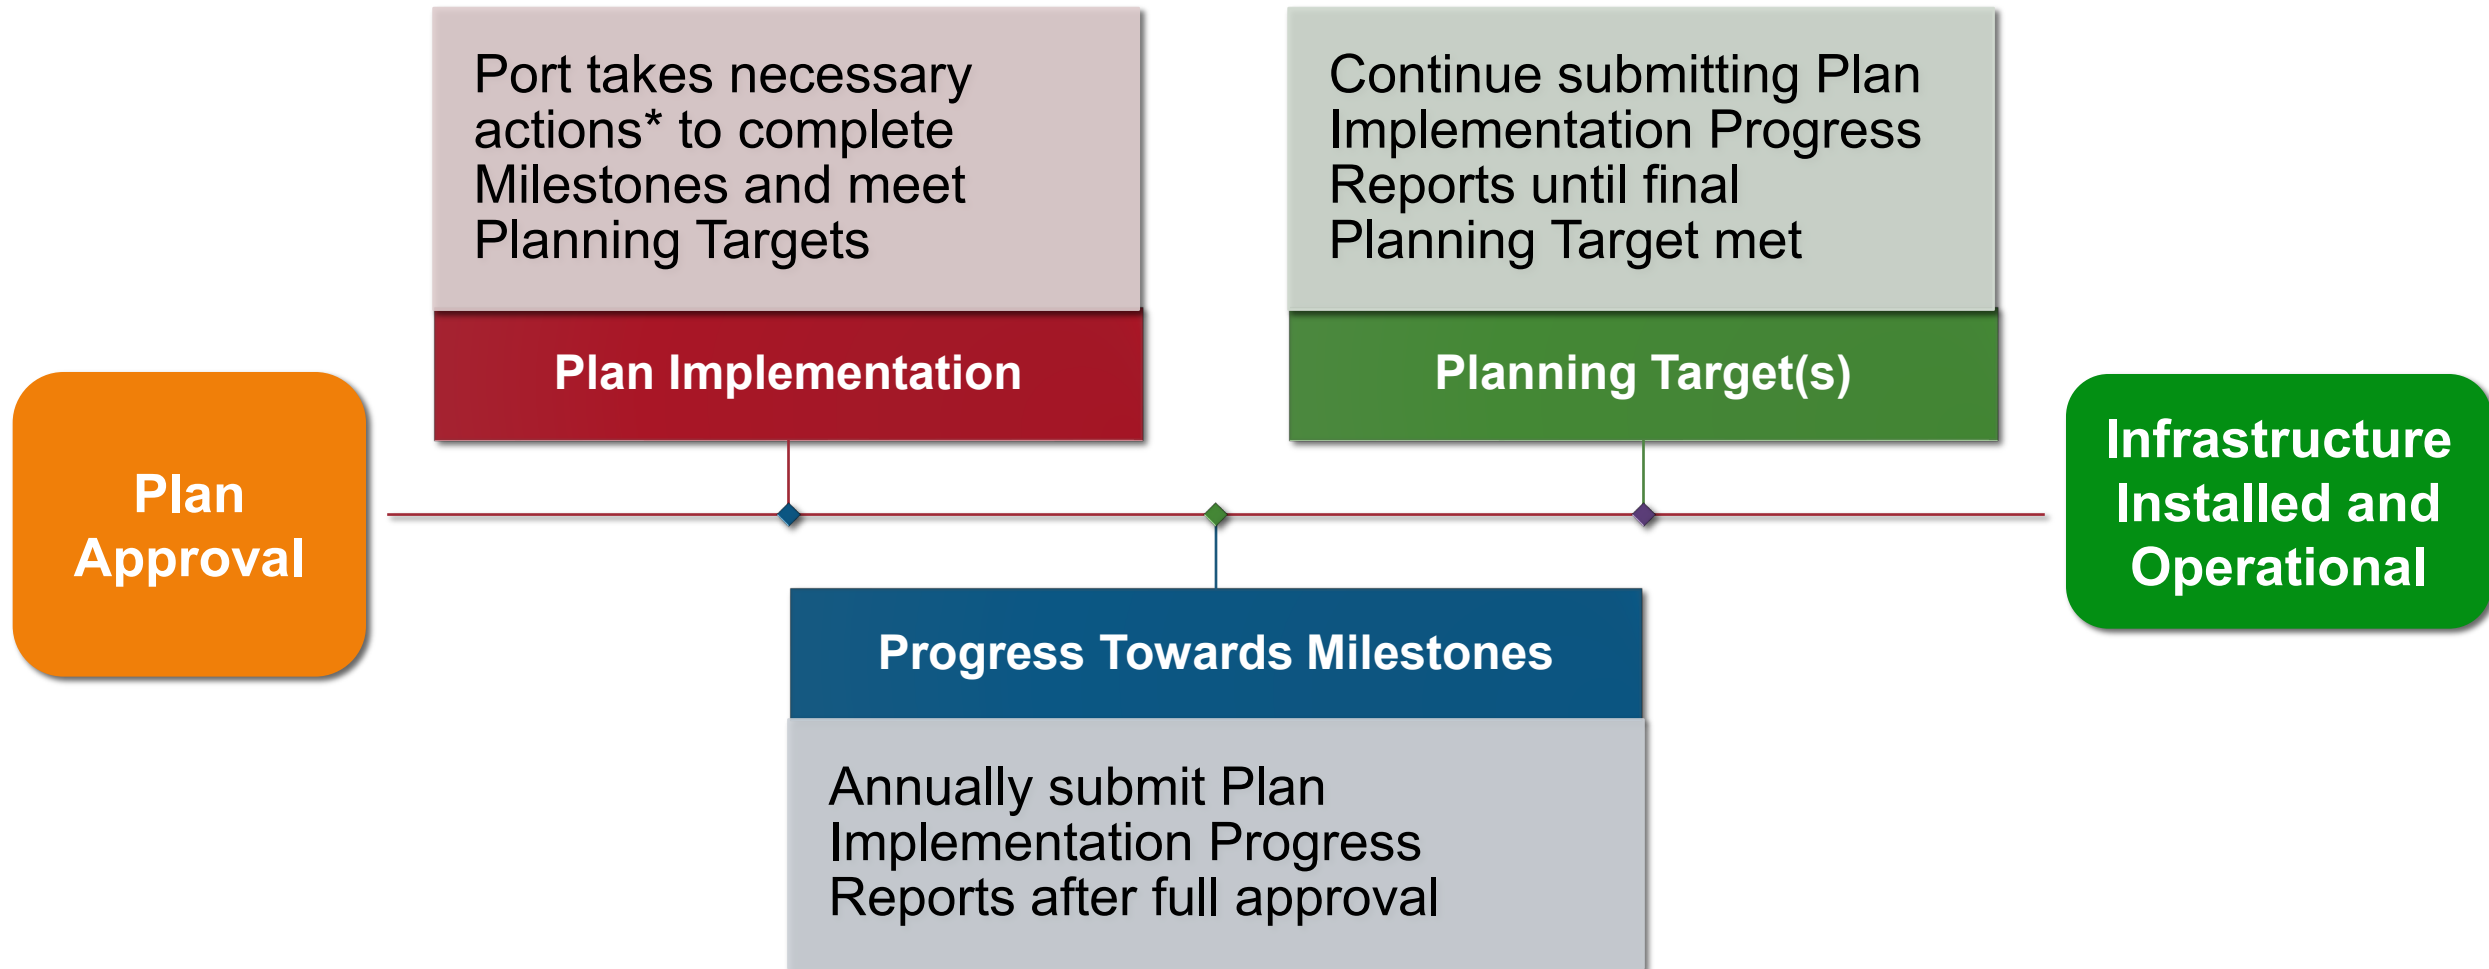 Port takes necessary
actions* to complete
Milestones and meet
Planning Targets
Plan Implementation
Continue submitting Plan
Implementation Progress
Reports until final
Planning Target met
Planning Target(s)
Plan
Approval
Infrastructure
Installed and
Operational
Progress Towards Milestones
Annually submit Plan
Implementation Progress
Reports after full approval